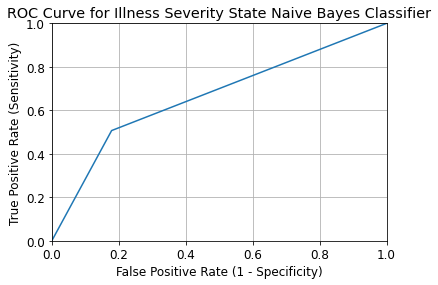 ROC Curve for Illness Severity State Naive Bayes Classifier
1.0
0.8
0.6
0.4
0.2
0.0
True Positive Rate (Sensitivity)
0.0 0.2 0.4 0.6 0.8 1.0
False Positive Rate (1 - Specificity)